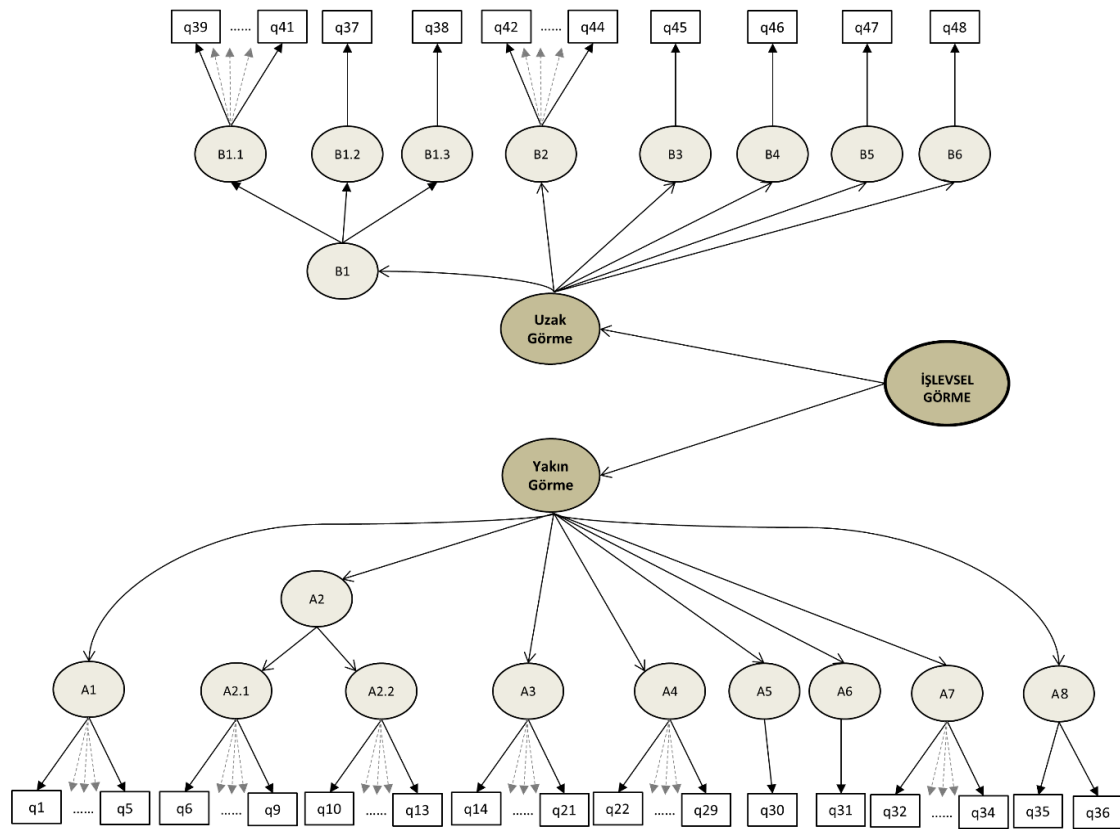 q39 ...... q41 q37 q38 q42 ...... q44 q45 q46 q47 q48
B1.1 B1.2 B1.3 B2 B3 B4 B5 B6
B1
Uzak
Görme
İŞLEVSEL
GÖRME
Yakın
Görme
A2
A1 A2.1 A2.2 A3 A4 A5 A6 A7 A8
q1 ...... q5 q6 ...... q9 q10 ...... q13 q14 ...... q21 q22 ...... q29 q30 q31 q32 ...... q34 q35 q36